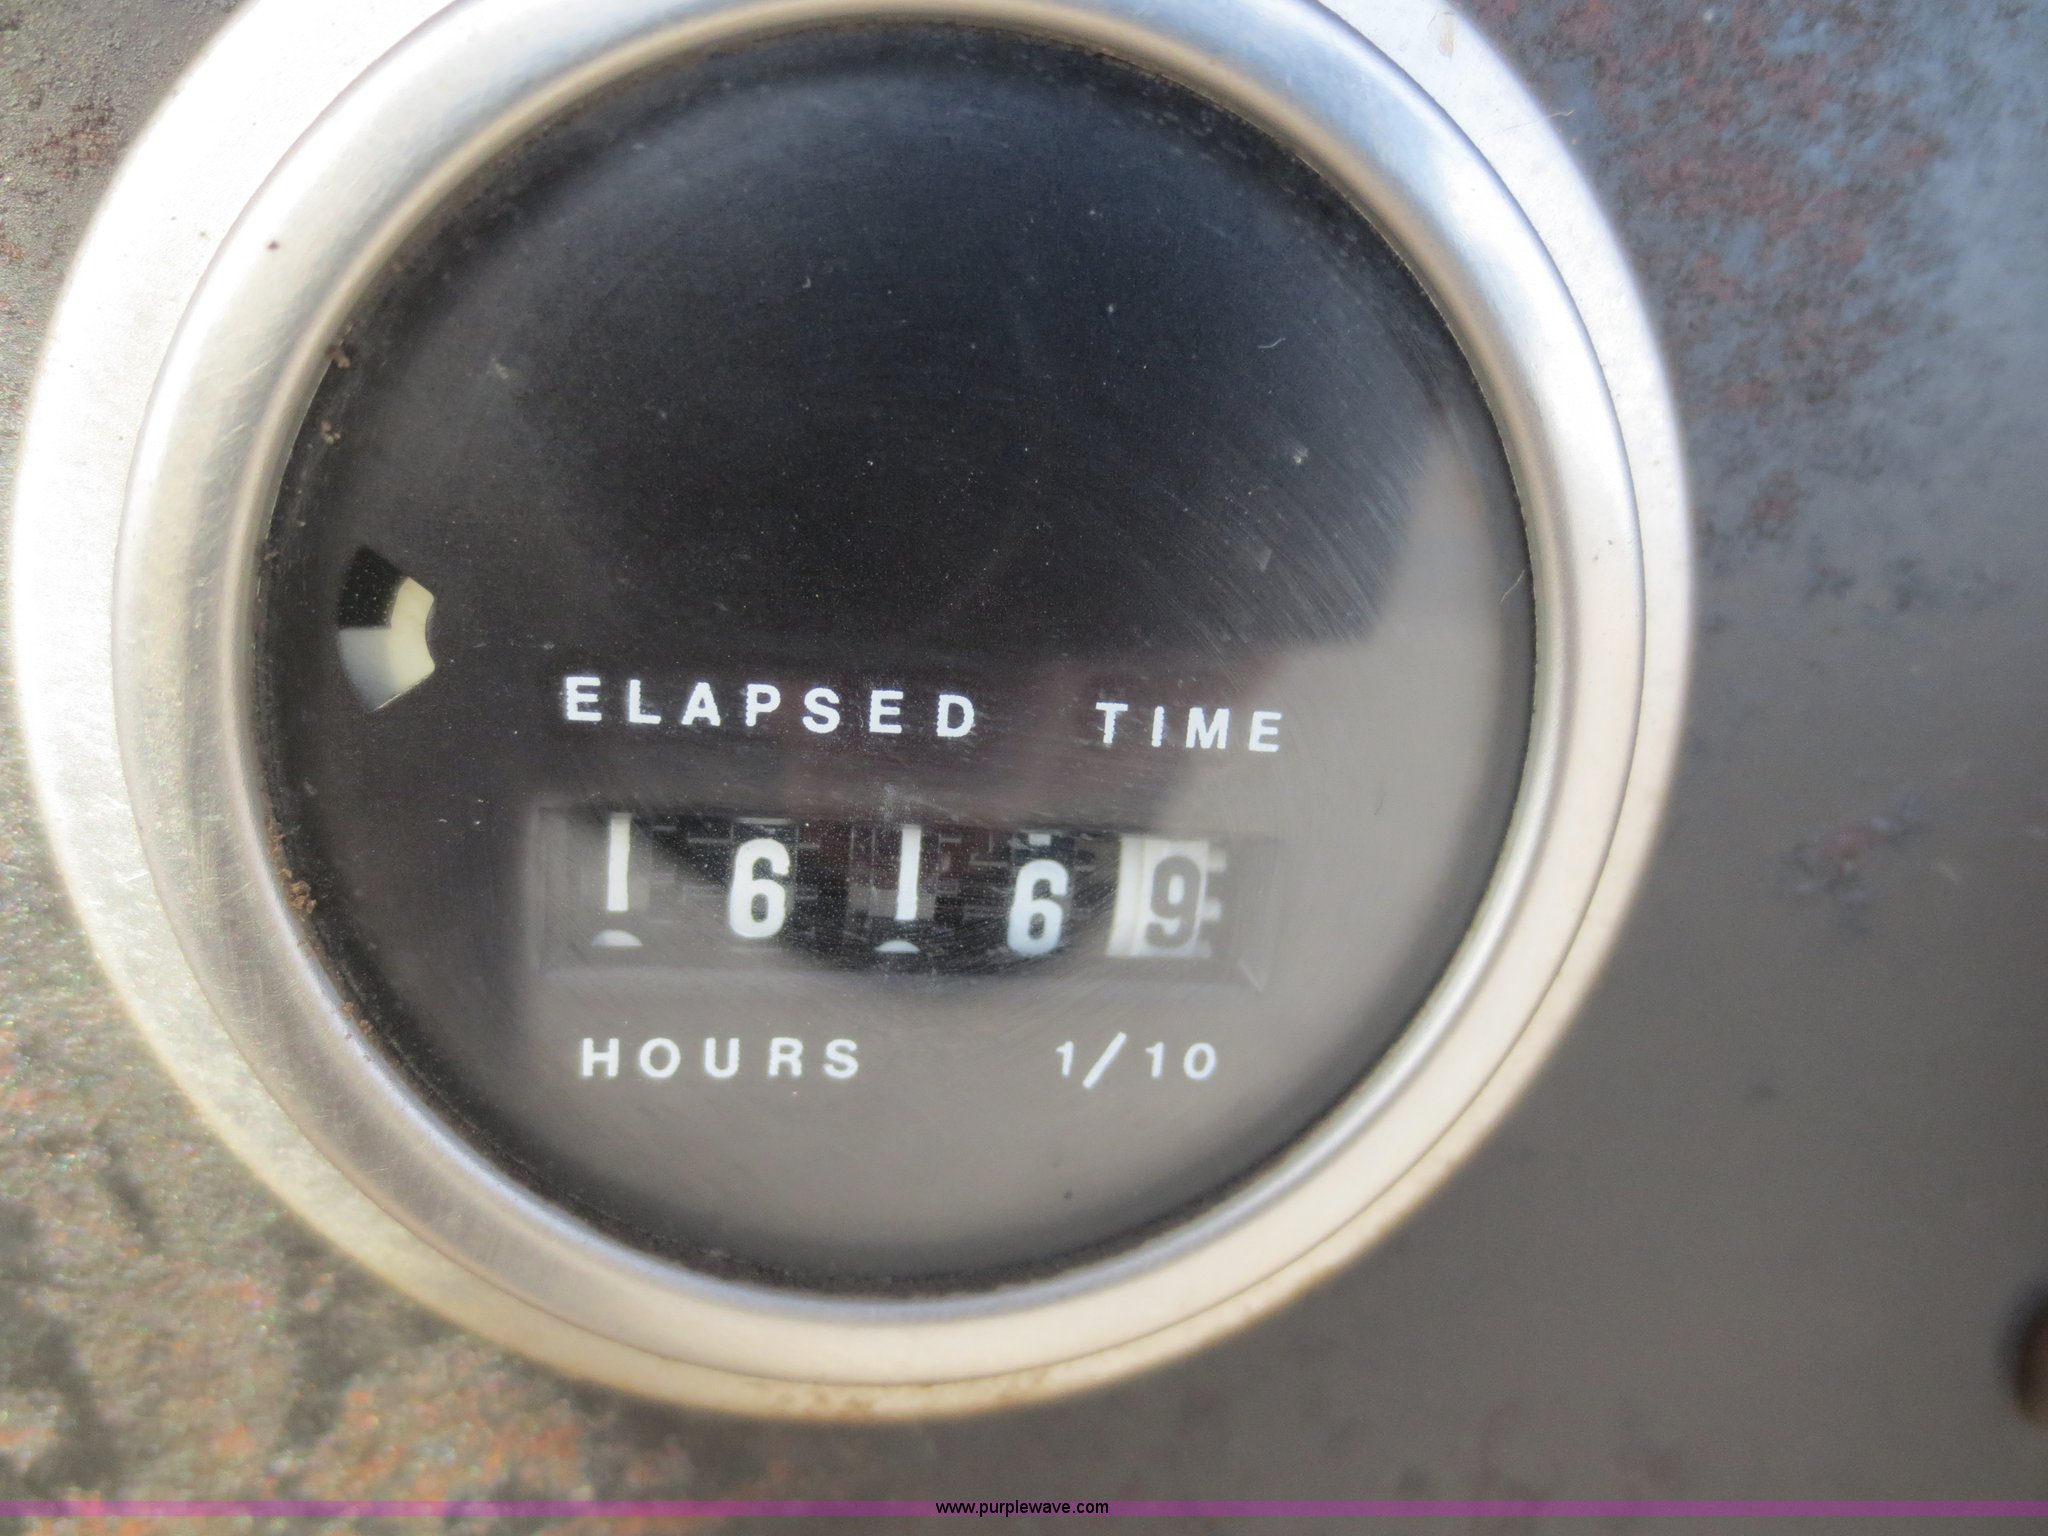 ELAPSED TIME
16169
HOURS 1/10
www.purplewave.com